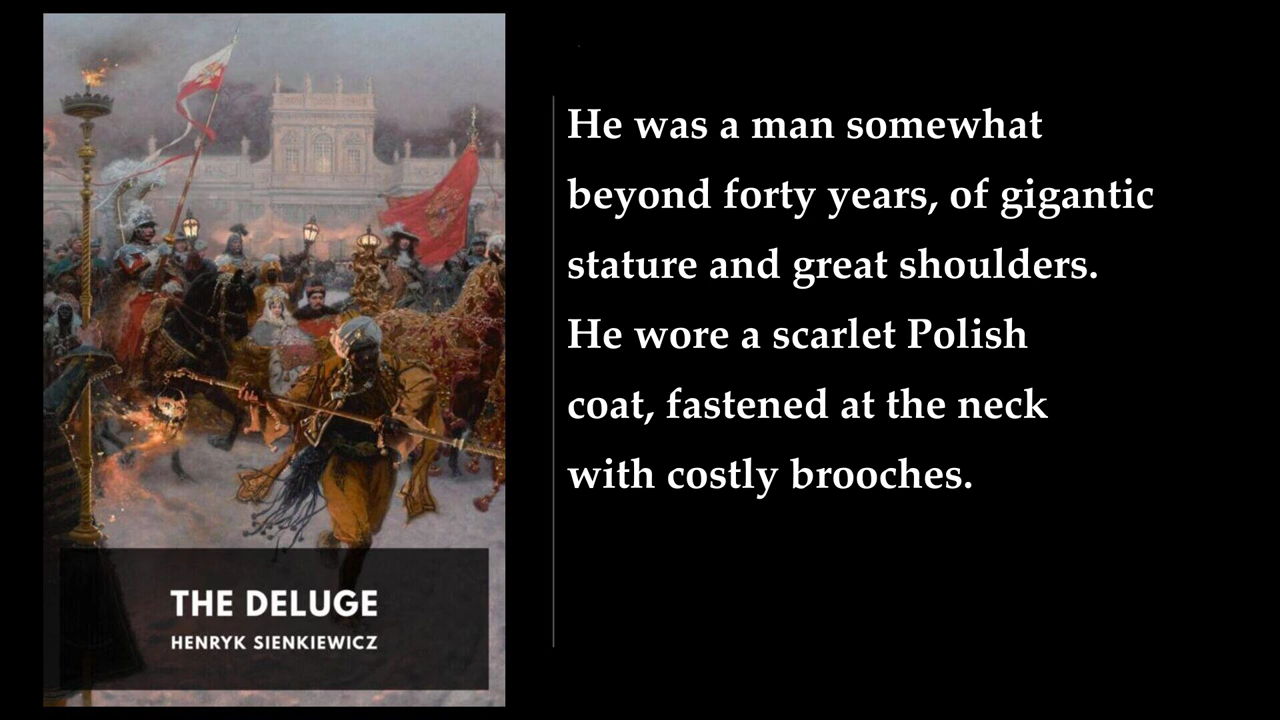 He was a man somewhat
beyond forty years, of gigantic
stature and great shoulders.
He wore a scarlet Polish
coat, fastened at the neck
with costly brooches.
THE DELUGE
HENRYK SIENKIEWICZ